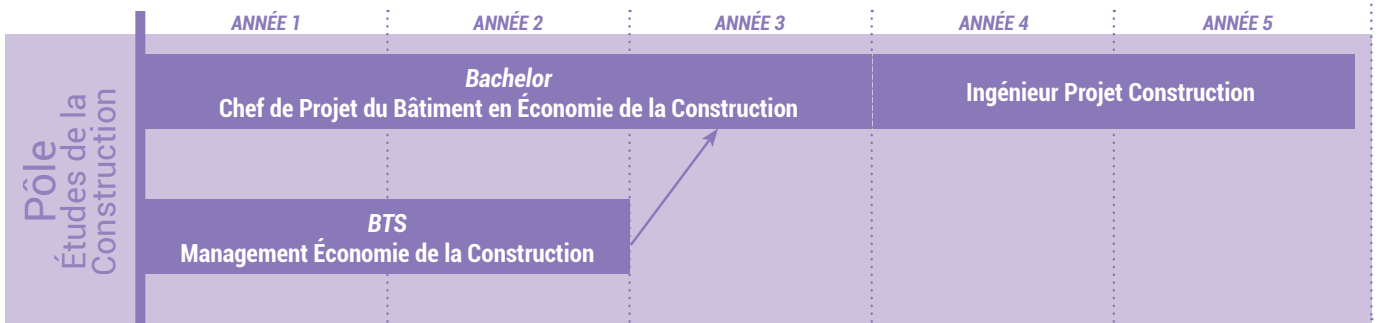 ANNÉE 1
ANNÉE 2
ANNÉE 3
ANNÉE 4
ANNÉE 5
Pôle
Études de la
Construction
Bachelor
Chef de Projet du Bâtiment en Économie de la Construction
Ingénieur Projet Construction
BTS
Management Économie de la Construction